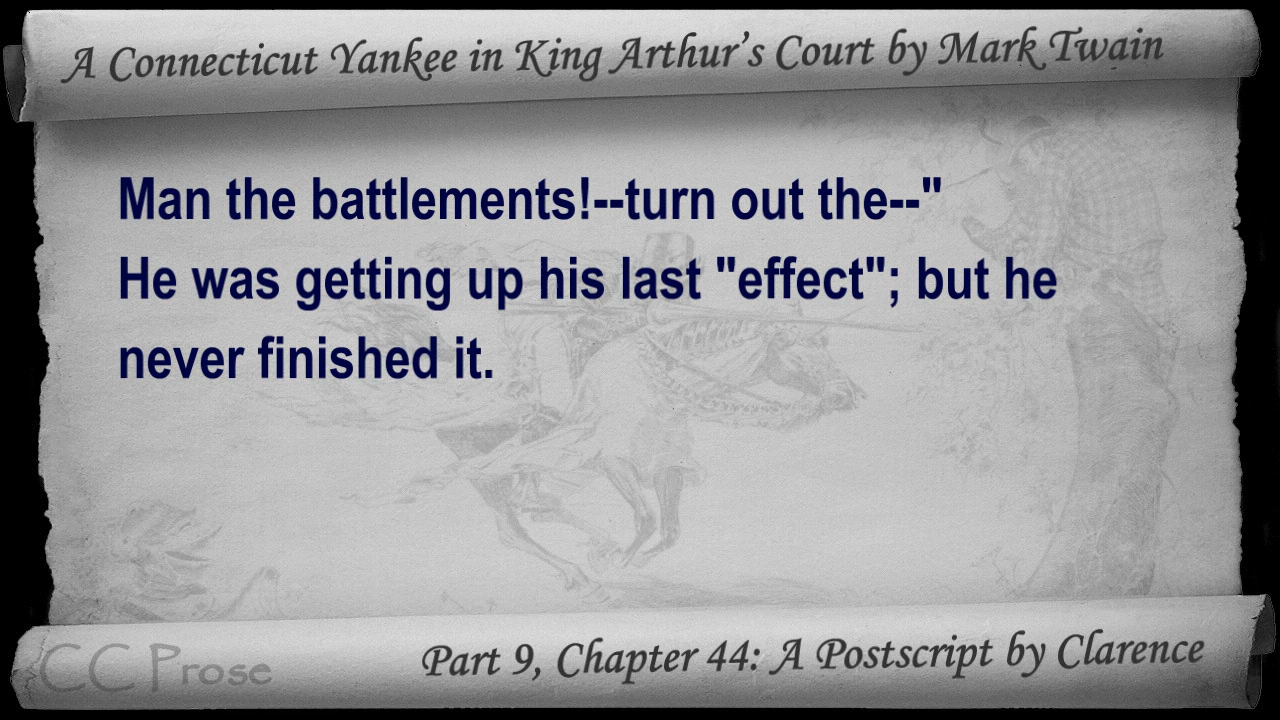 A Connecticut Yankee in King Arthur's Court by Mark Twain
Man the battlements!--turn out the--"
He was getting up his last "effect"; but he
never finished it.
CC Prose
Part 9, Chapter 44: A Postscript by Clarence